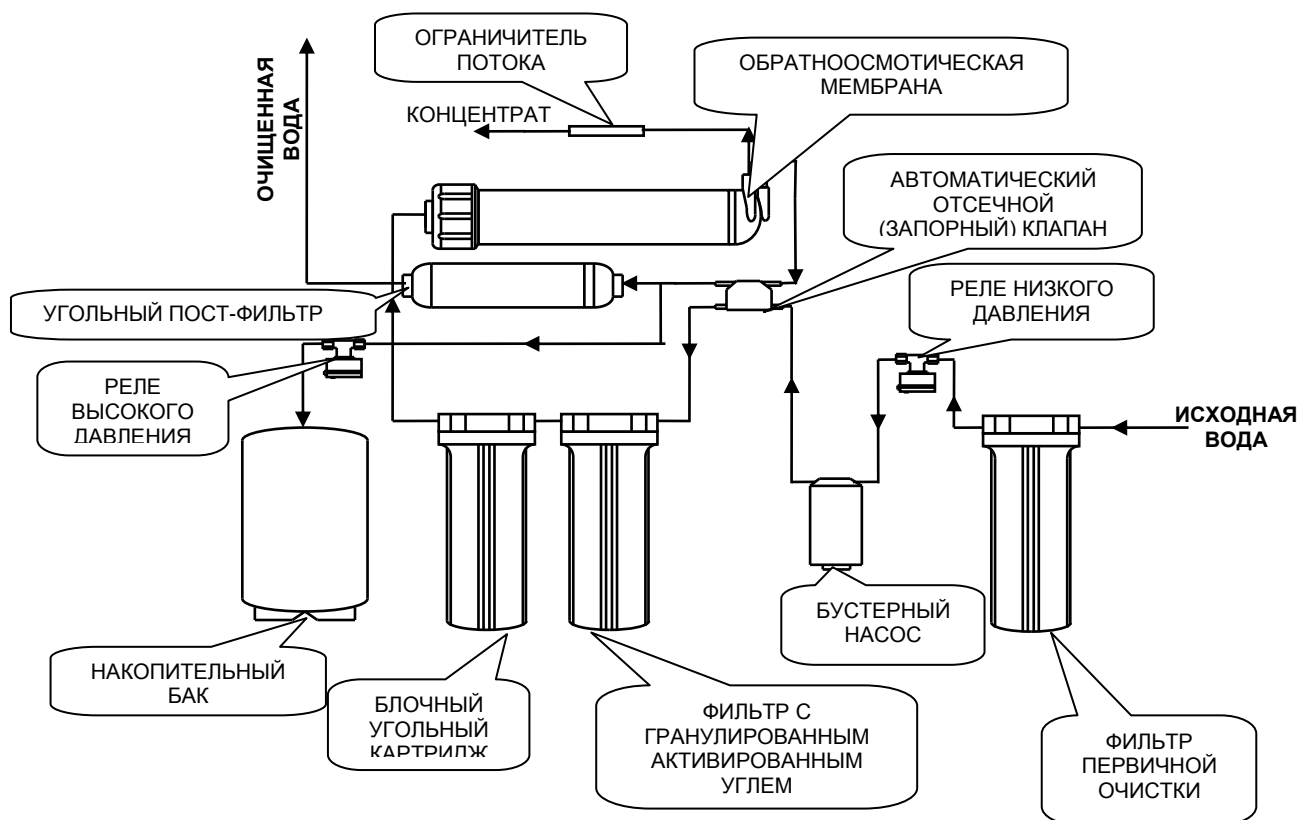 ОГРАНИЧИТЕЛЬ
ПОТОКА
ОБРАТНООСМОТИЧЕСКАЯ
МЕМБРАНА
КОНЦЕНТРАТ
ОЧИЩЕННАЯ
ВОДА
АВТОМАТИЧЕСКИЙ
ОТСЕЧНОЙ
(ЗАПОРНЫЙ) КЛАПАН
РЕЛЕ НИЗКОГО
ДАВЛЕНИЯ
УГОЛЬНЫЙ ПОСТ-ФИЛЬТР
РЕЛЕ
ВЫСОКОГО
ДАВЛЕНИЯ
ИСХОДНАЯ
ВОДА
БУСТЕРНЫЙ
НАСОС
НАКОПИТЕЛЬНЫЙ
БАК
БЛОЧНЫЙ
УГОЛЬНЫЙ
КАРТРИДЖ
ФИЛЬТР С
ГРАНУЛИРОВАННЫМ
АКТИВИРОВАННЫМ
УГЛЕМ
ФИЛЬТР
ПЕРВИЧНОЙ
ОЧИСТКИ